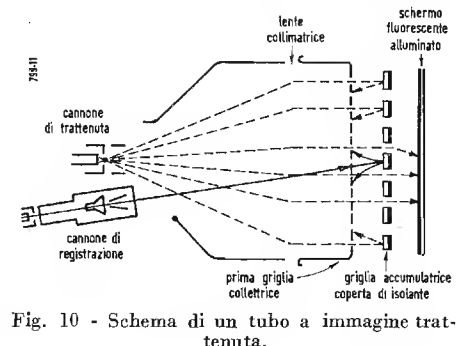 schermo
fluorescente
alluminato
lente
collimatrice
799-11
cannone
di trattenuta
cannone di
registrazione
prima griglia
collettrice
griglia accumulatrice
coperta di isolante
Fig. 10 - Schema di un tubo a immagine trat-
tenuta.